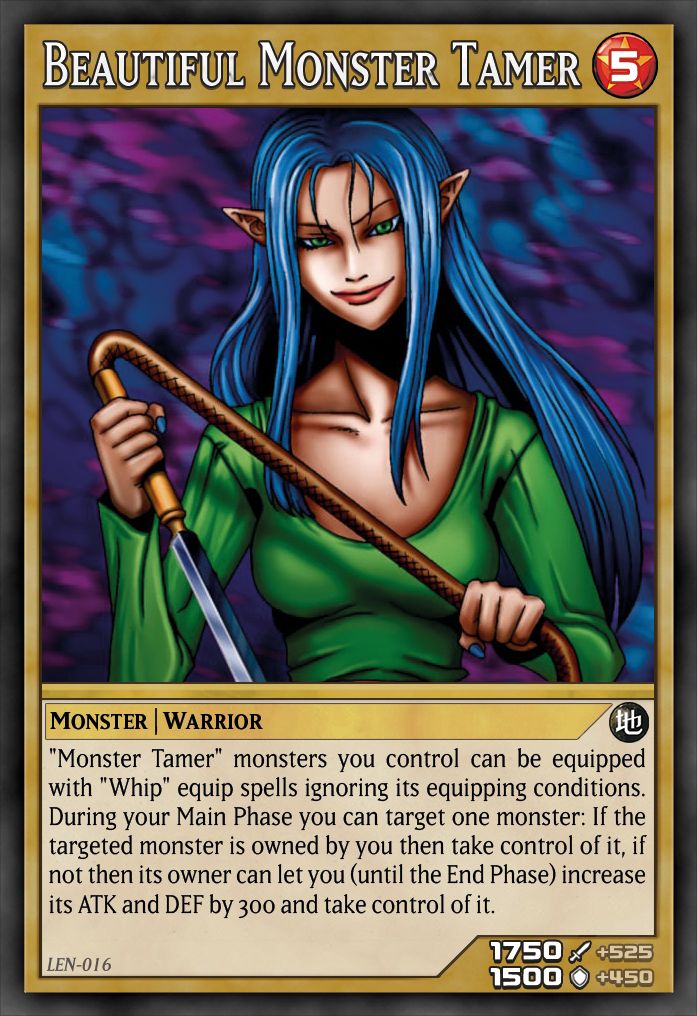 BEAUTIFUL MONSTER TAMER
5
MONSTER | WARRIOR
"Monster Tamer" monsters you control can be equipped
with "Whip" equip spells ignoring its equipping conditions.
During your Main Phase you can target one monster: If the
targeted monster is owned by you then take control of it, if
not then its owner can let you (until the End Phase) increase
its ATK and DEF by 300 and take control of it.
LEN-016
1750 +525
1500 +450